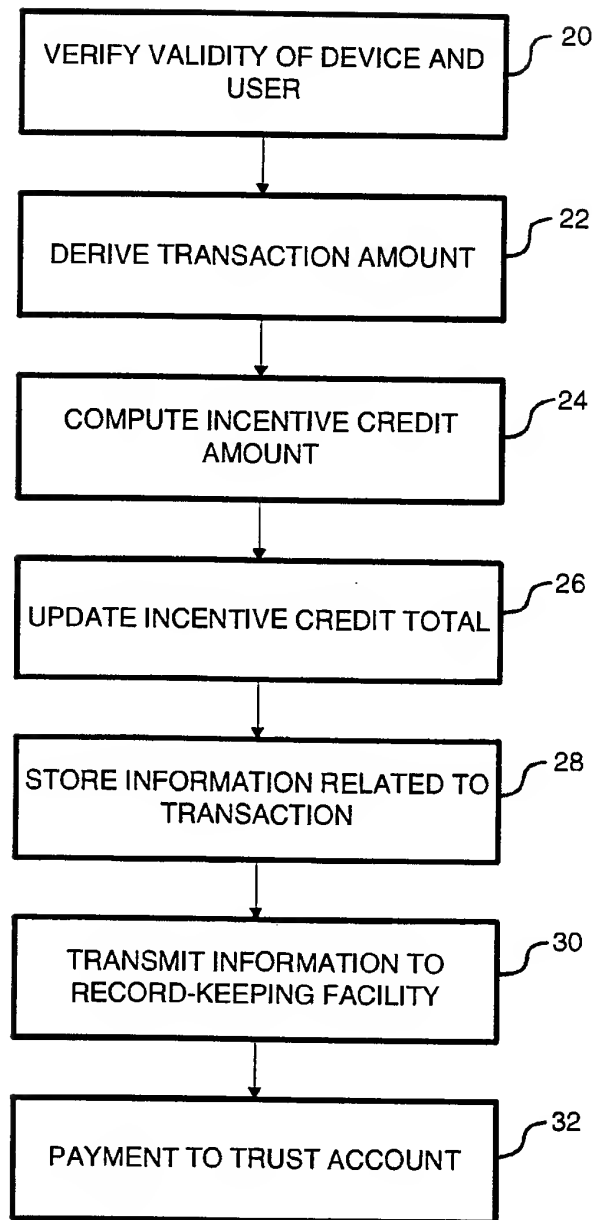 VERIFY VALIDITY OF DEVICE AND
USER
20
DERIVE TRANSACTION AMOUNT
22
COMPUTE INCENTIVE CREDIT
AMOUNT
24
UPDATE INCENTIVE CREDIT TOTAL
26
STORE INFORMATION RELATED TO
TRANSACTION
28
TRANSMIT INFORMATION TO
RECORD-KEEPING FACILITY
30
PAYMENT TO TRUST ACCOUNT
32